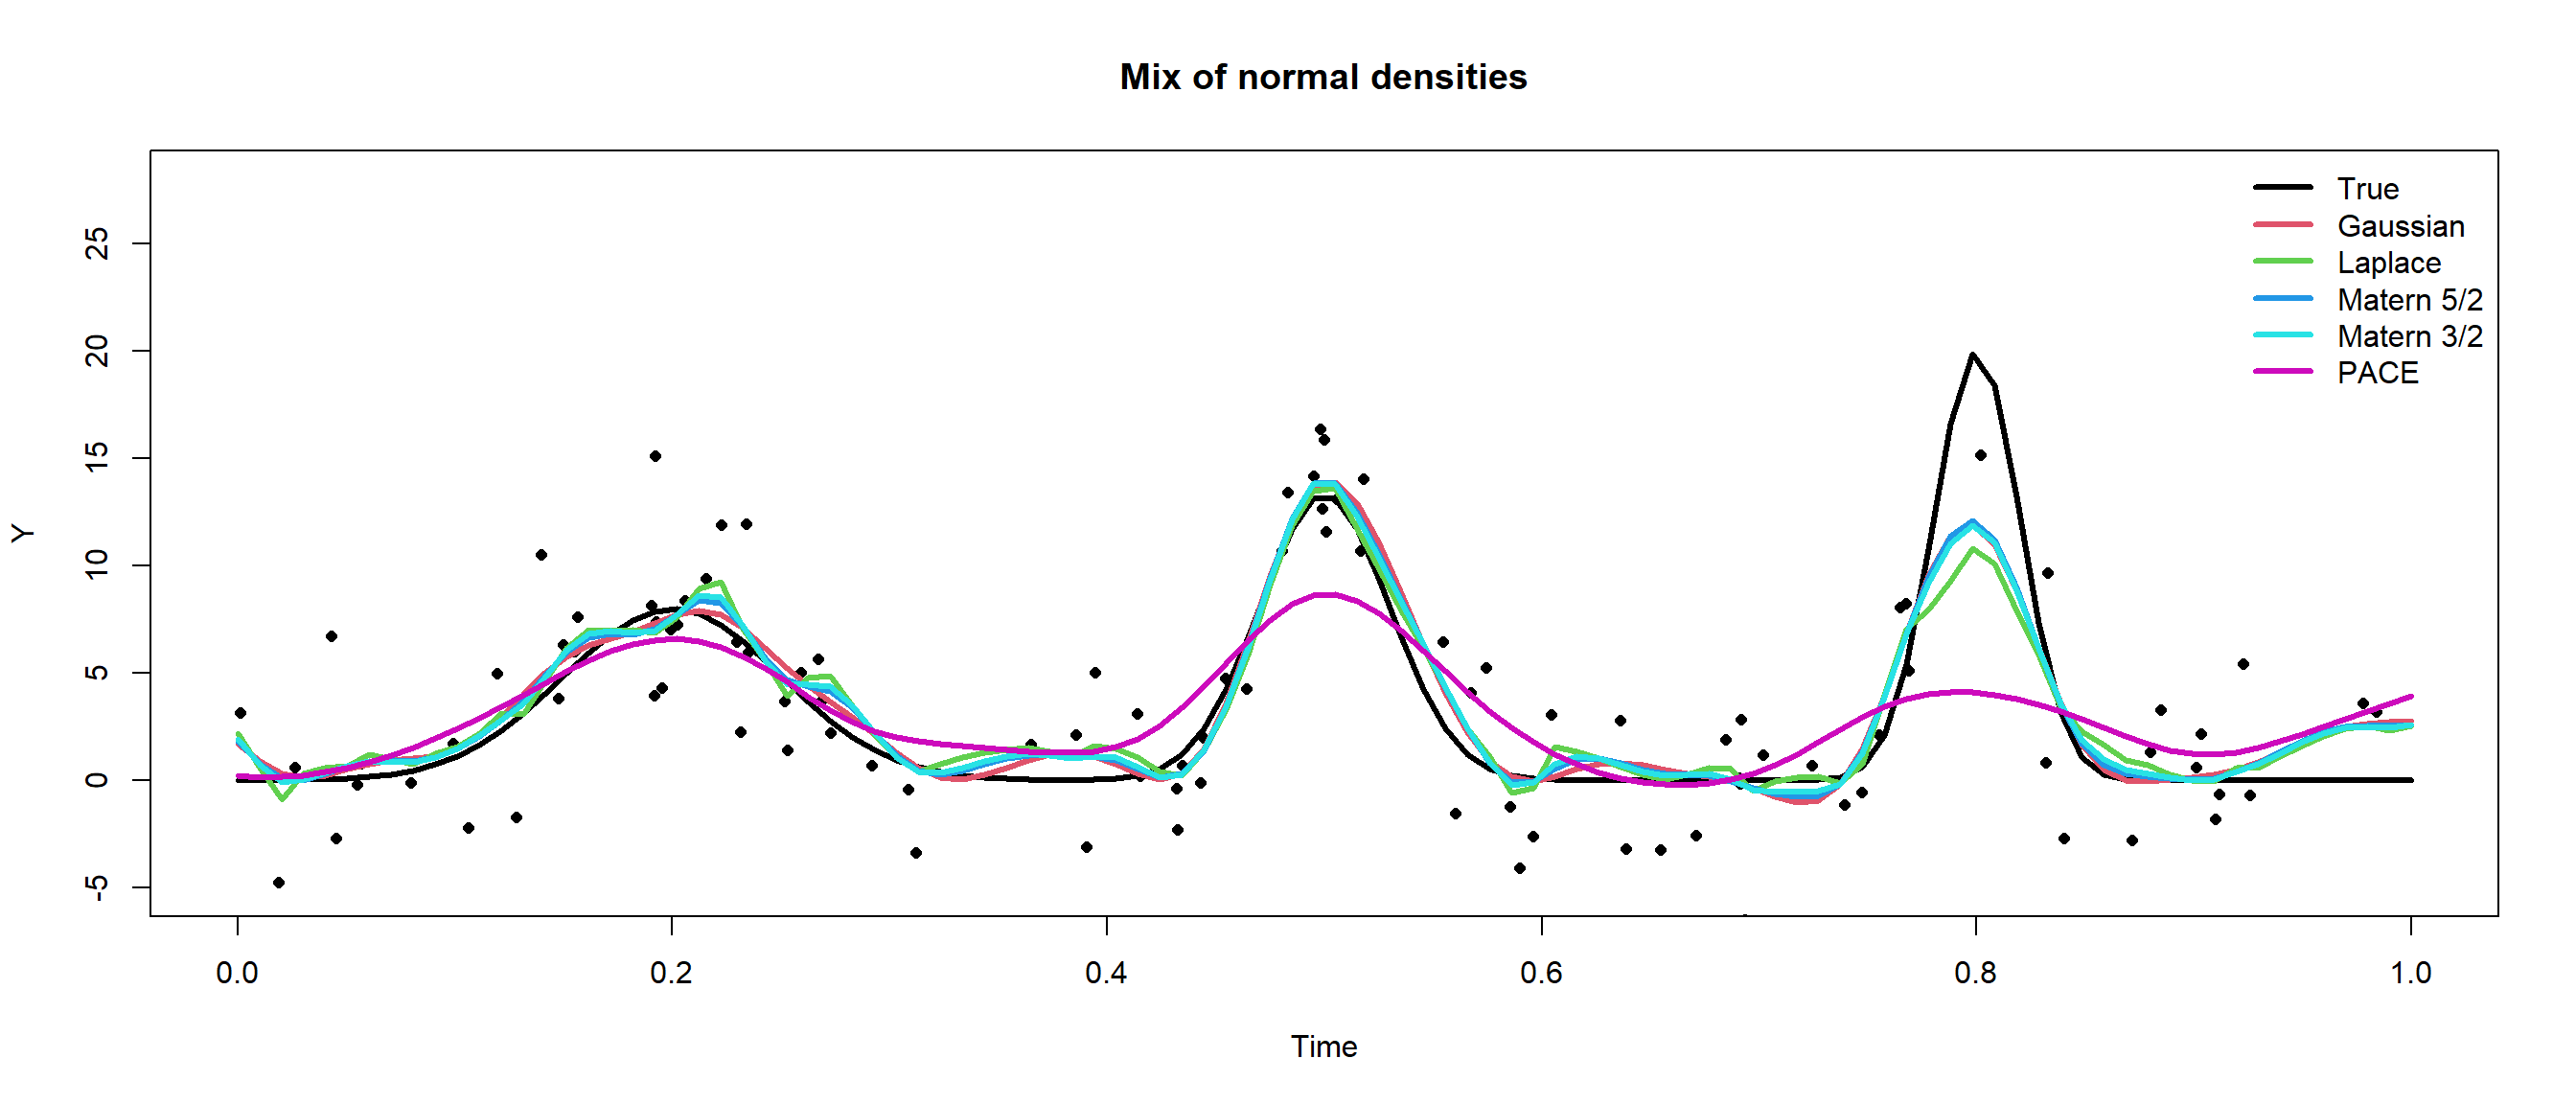 Mix of normal densities
True
Gaussian
Laplace
Matern 5/2
Matern 3/2
PACE
Y
25
20
15
10
5
0
-5
0.0
0.2
0.4
0.6
0.8
1.0
Time